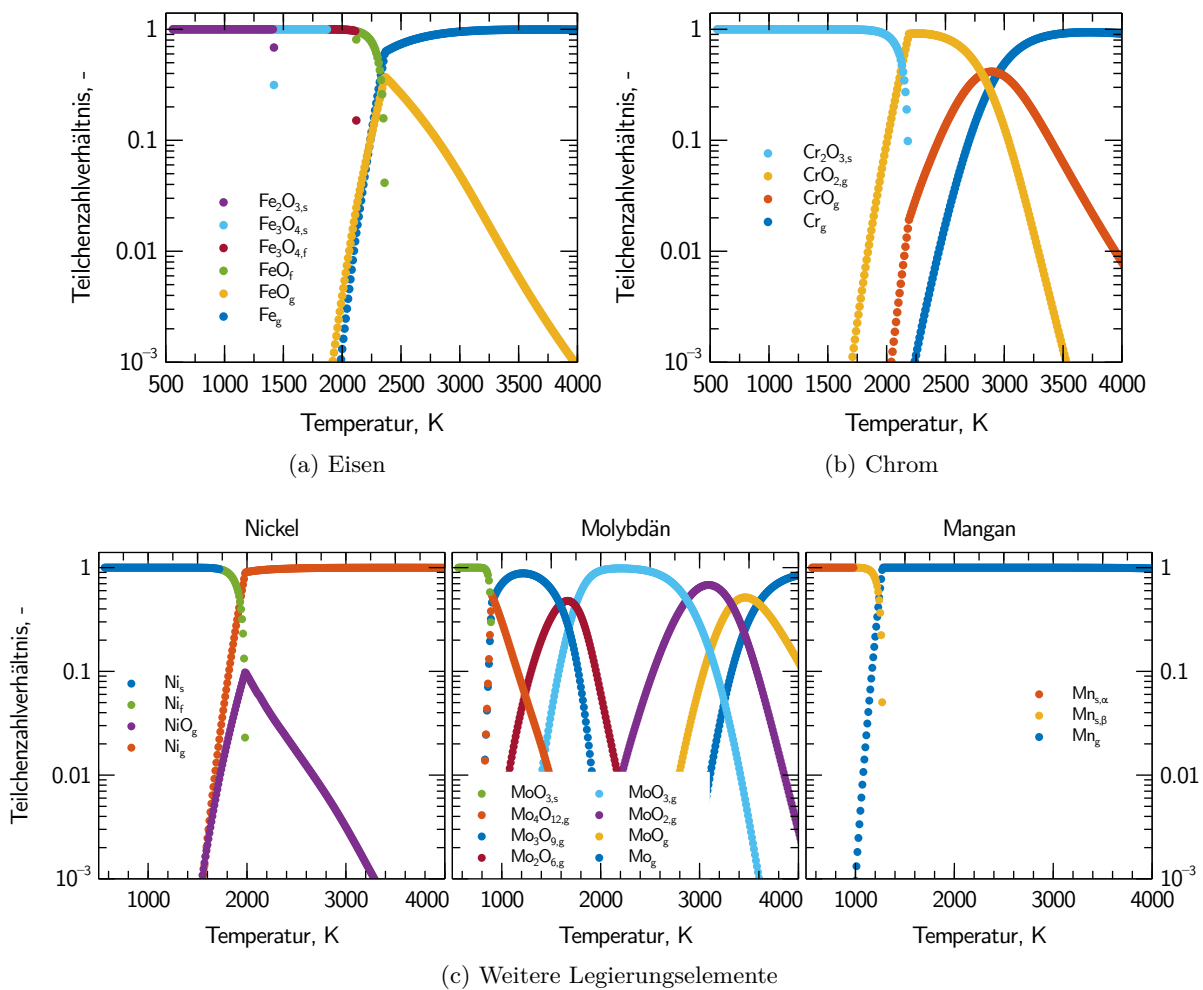 1
0.1
0.01
10⁻³
Teilchenzahlverhältnis, -
Fe₂O₃,ₛ
Fe₃O₄,ₛ
Fe₃O₄,f
FeOf
FeOg
Feg
500 1000 1500 2000 2500 3000 3500 4000
Temperatur, K
(a) Eisen
1
0.1
0.01
10⁻³
Teilchenzahlverhältnis, -
Cr₂O₃,ₛ
CrO₂,g
CrOg
Crg
500 1000 1500 2000 2500 3000 3500 4000
Temperatur, K
(b) Chrom
Nickel
1
0.1
0.01
10⁻³
Teilchenzahlverhältnis, -
Niₛ
Nif
NiOg
Nig
1000 2000 3000 4000
Temperatur, K
Molybdän
MoO₃,ₛ
Mo₄O₁₂,g
Mo₃O₉,g
Mo₂O₆,g
MoO₃,g
MoO₂,g
MoOg
Mog
1000 2000 3000 4000
Temperatur, K
Mangan
Mnₛ,α
Mnₛ,β
Mng
1
0.1
0.01
10⁻³
1000 2000 3000 4000
Temperatur, K
(c) Weitere Legierungselemente